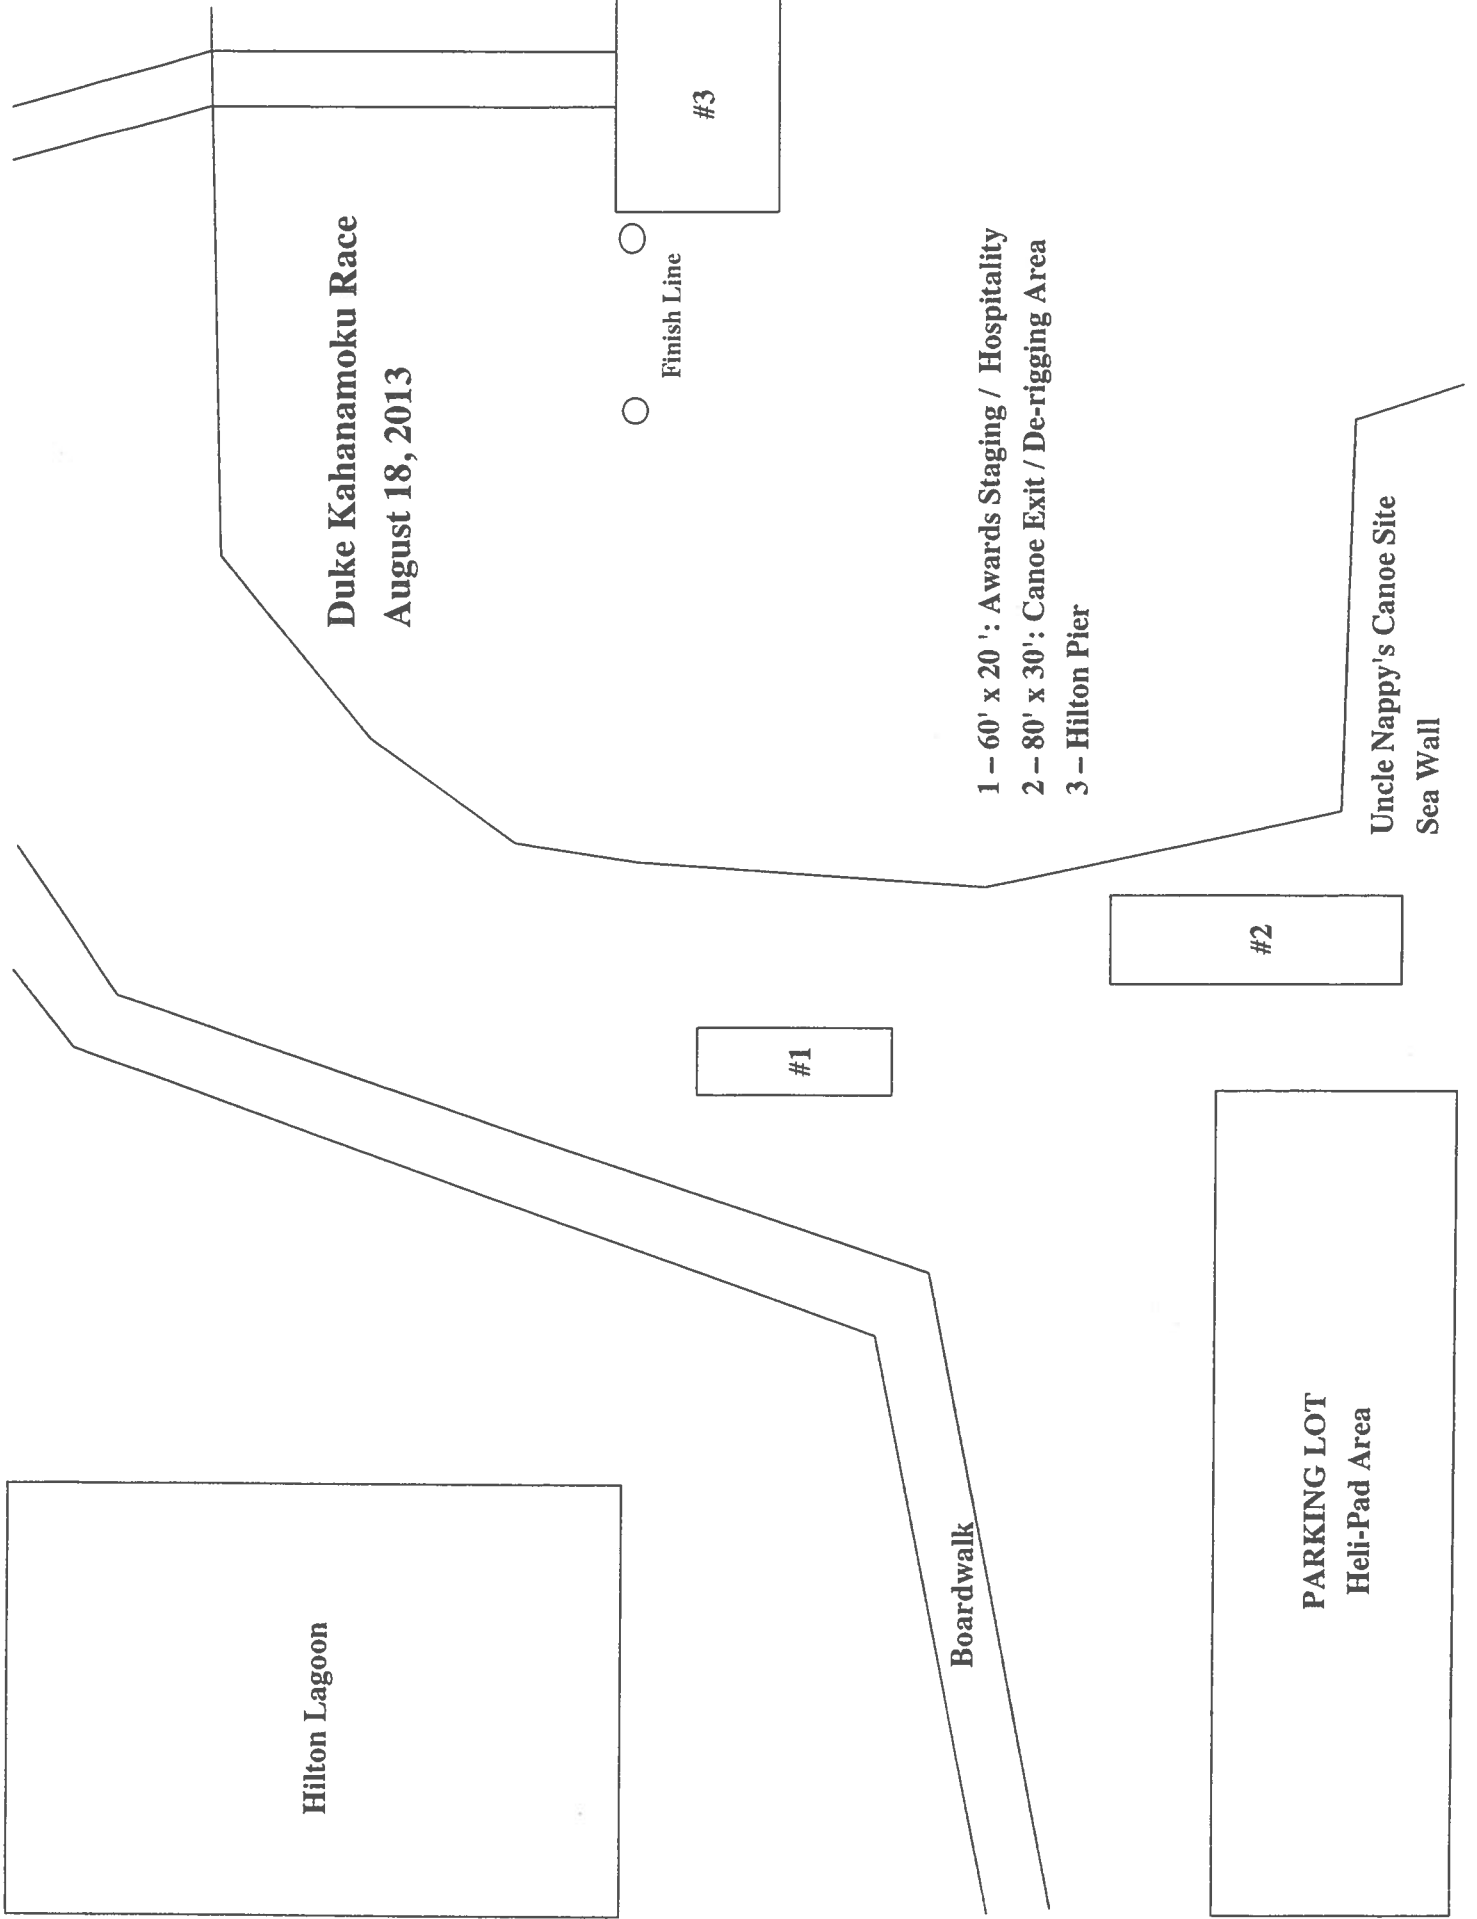 Hilton Lagoon
Duke Kahanamoku Race
August 18, 2013
#3
Finish Line
#1
Boardwalk
1 – 60' x 20 ': Awards Staging / Hospitality
2 – 80' x 30': Canoe Exit / De-rigging Area
3 – Hilton Pier
#2
PARKING LOT
Heli-Pad Area
Uncle Nappy's Canoe Site
Sea Wall